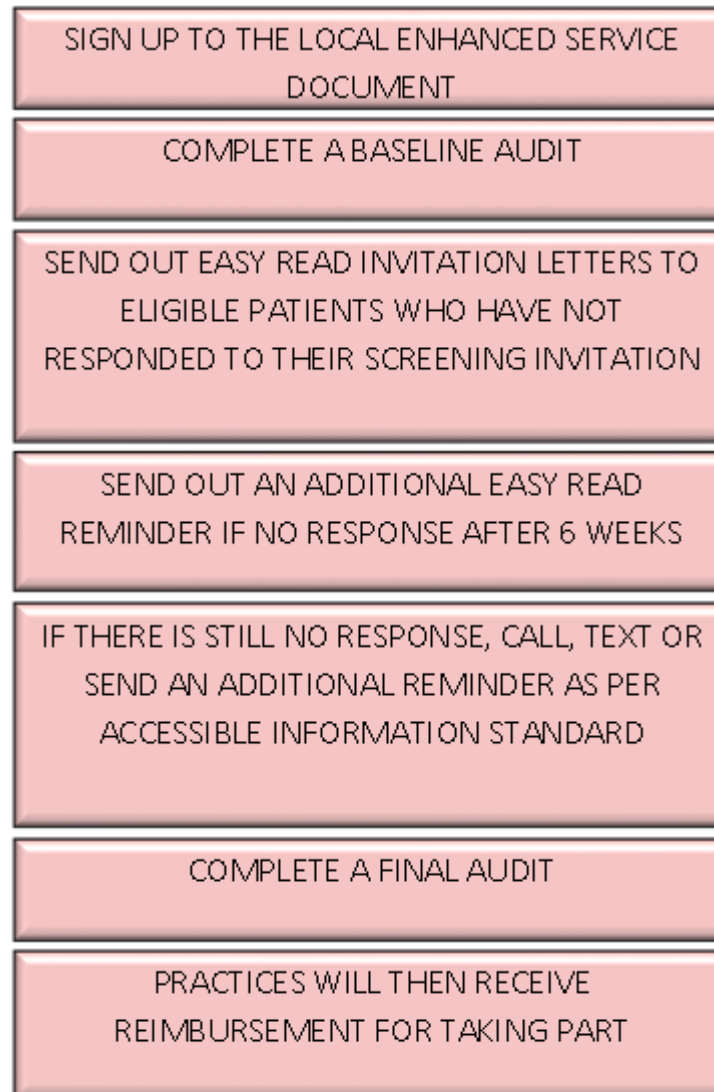 SIGN UP TO THE LOCAL ENHANCED SERVICE
DOCUMENT
COMPLETE A BASELINE AUDIT
SEND OUT EASY READ INVITATION LETTERS TO
ELIGIBLE PATIENTS WHO HAVE NOT
RESPONDED TO THEIR SCREENING INVITATION
SEND OUT AN ADDITIONAL EASY READ
REMINDER IF NO RESPONSE AFTER 6 WEEKS
IF THERE IS STILL NO RESPONSE, CALL, TEXT OR
SEND AN ADDITIONAL REMINDER AS PER
ACCESSIBLE INFORMATION STANDARD
COMPLETE A FINAL AUDIT
PRACTICES WILL THEN RECEIVE
REIMBURSEMENT FOR TAKING PART